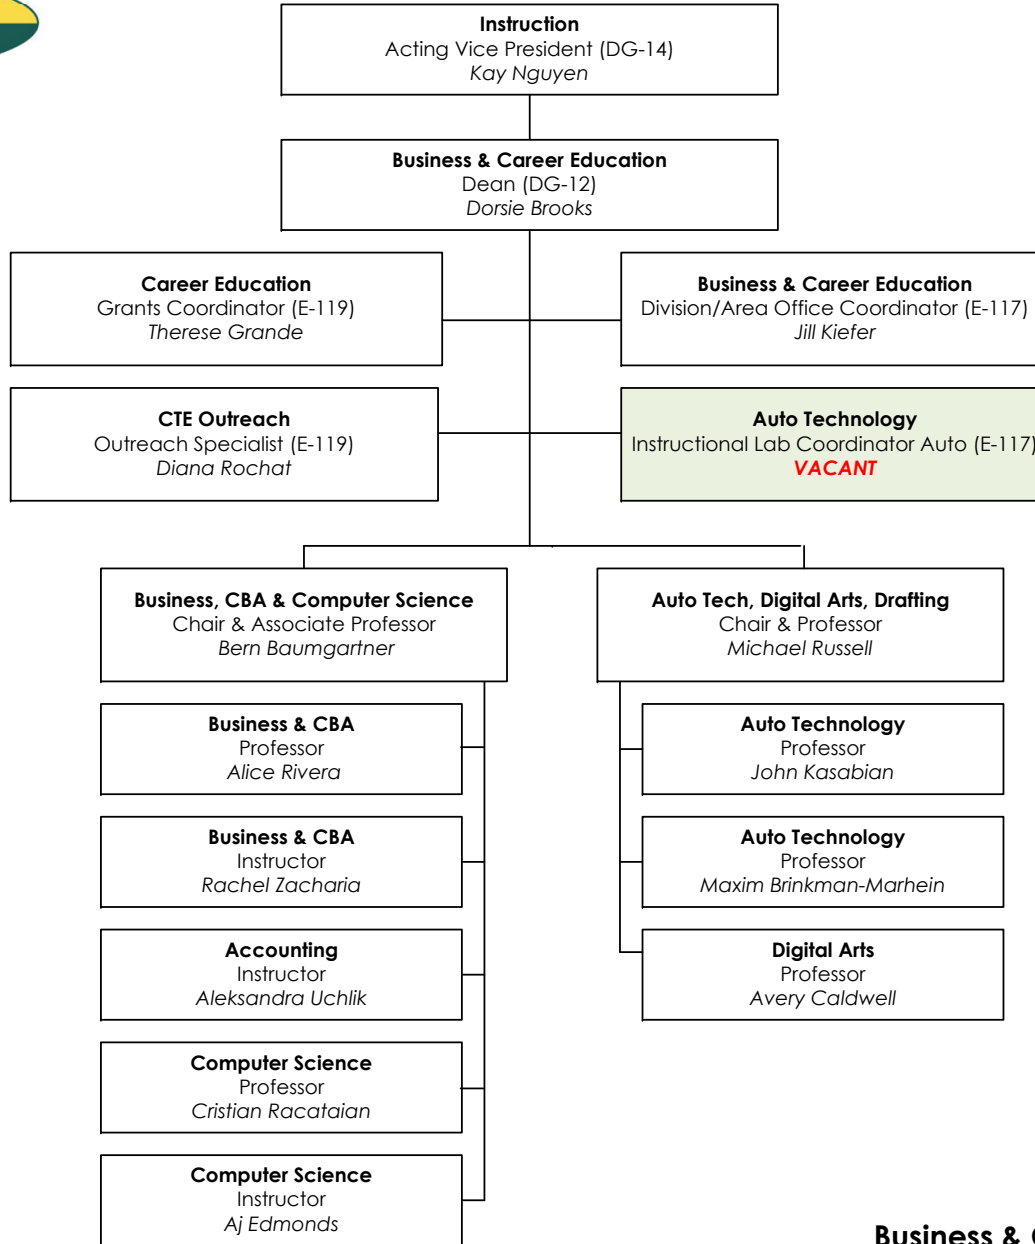 Instruction
Acting Vice President (DG-14)
Kay Nguyen
Business & Career Education
Dean (DG-12)
Dorsie Brooks
Career Education
Grants Coordinator (E-119)
Therese Grande
Business & Career Education
Division/Area Office Coordinator (E-117)
Jill Kiefer
CTE Outreach
Outreach Specialist (E-119)
Diana Rochat
Auto Technology
Instructional Lab Coordinator Auto (E-117)
VACANT
Business, CBA & Computer Science
Chair & Associate Professor
Bern Baumgartner
Auto Tech, Digital Arts, Drafting
Chair & Professor
Michael Russell
Business & CBA
Professor
Alice Rivera
Business & CBA
Instructor
Rachel Zacharia
Accounting
Instructor
Aleksandra Uchlik
Computer Science
Professor
Cristian Racataian
Computer Science
Instructor
Aj Edmonds
Auto Technology
Professor
John Kasabian
Auto Technology
Professor
Maxim Brinkman-Marhein
Digital Arts
Professor
Avery Caldwell
Business &